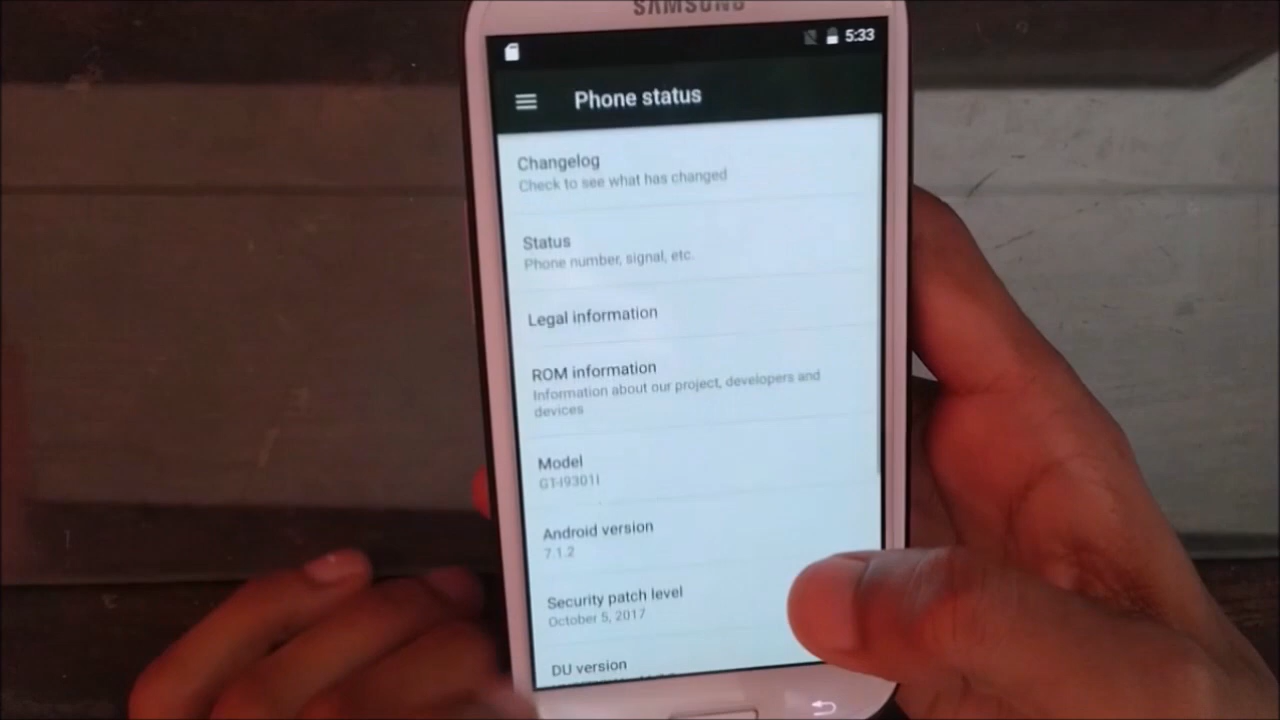 SAMSUNG
5:33
Phone status
Changelog
Check to see what has changed
Status
Phone number, signal, etc.
Legal information
ROM information
Information about our project, developers and
devices
Model
GT-I9301I
Android version
7.1.2
Security patch level
October 5, 2017
DU version